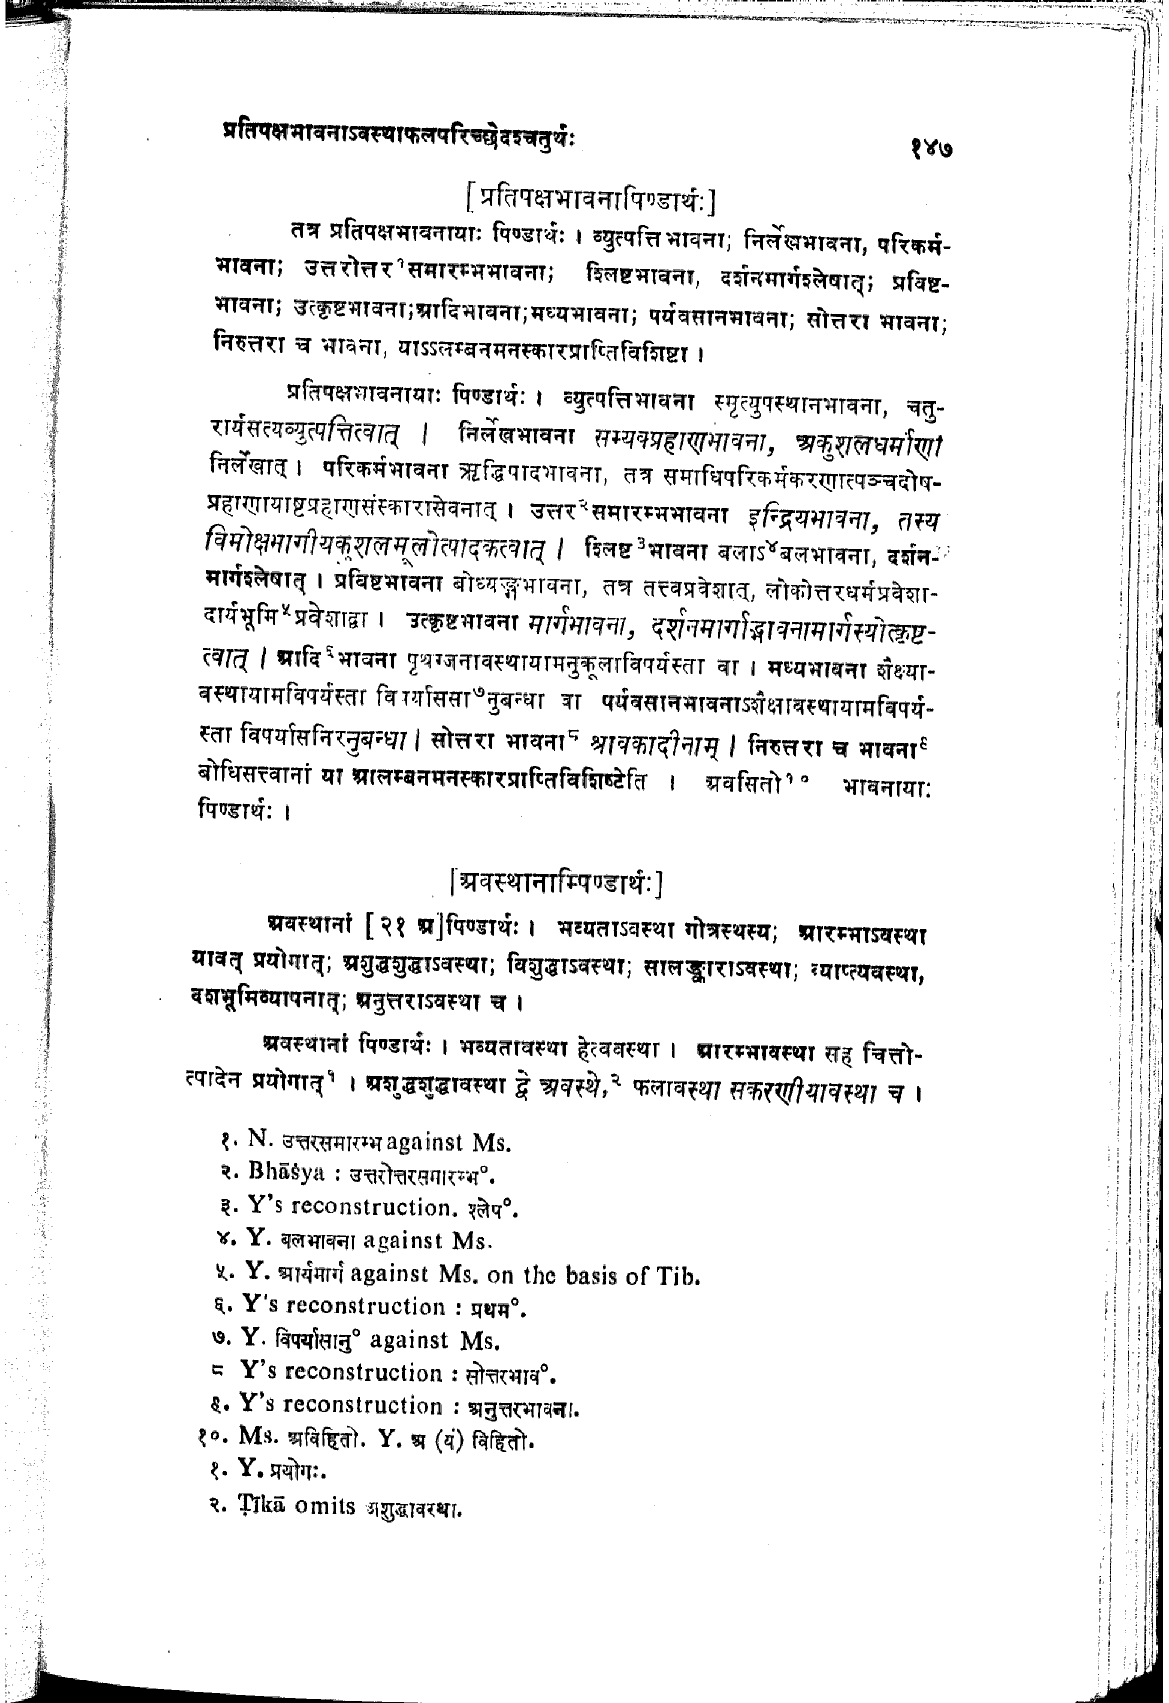 प्रतिपक्षभावनाऽवस्थाफलपरिच्छेदश्चतुर्थः
१४७
[प्रतिपक्षभावनापिण्डार्थः]
तत्र प्रतिपक्षभावनायाः पिण्डार्थः । व्युत्पत्तिभावना; निर्लेखभावना, परिकर्म-
भावना; उत्तरोत्तर¹समारम्भभावना; श्लिष्टभावना, दर्शनमार्गश्लेषात्; प्रविष्ट-
भावना; उत्कृष्टभावना;आदिभावना;मध्यभावना; पर्यवसानभावना; सोत्तरा भावना;
निरुत्तरा च भावना, याऽऽलम्बनमनस्कारप्राप्तिविशिष्टा ।
प्रतिपक्षभावनायाः पिण्डार्थः । व्युत्पत्तिभावना स्मृत्युपस्थानभावना, चतु-
रार्यसत्यव्युत्पत्तित्वात् । निर्लेखभावना सम्यक्प्रहाणभावना, अकुशलधर्माणां
निर्लेखात् । परिकर्मभावना ऋद्धिपादभावना, तत्र समाधिपरिकर्मकरणात्पञ्चदोष-
प्रहाणायाष्टप्रहाणसंस्कारासेवनात् । उत्तर²समारम्भभावना इन्द्रियभावना, तस्य
विमोक्षभागीयकुशलमूलोत्पादकत्वात् । श्लिष्ट³भावना बलाऽ⁴बलभावना, दर्शन-
मार्गश्लेषात् । प्रविष्टभावना बोध्यङ्गभावना, तत्र तत्त्वप्रवेशात्, लोकोत्तरधर्मप्रवेशा-
दार्यभूमि⁵प्रवेशाद्वा । उत्कृष्टभावना मार्गभावना, दर्शनमार्गाद्भावनामार्गस्योत्कृष्ट-
त्वात् । आदि⁶भावना पृथग्जनावस्थायामनुकूलाविपर्यस्ता वा । मध्यभावना शैक्ष्या-
वस्थायामविपर्यस्ता विपर्याससा⁷नुबन्धा वा पर्यवसानभावनाऽशैक्षावस्थायामविपर्य-
स्ता विपर्यासनिरनुबन्धा । सोत्तरा भावना⁸ श्रावकादीनाम् । निरुत्तरा च भावना⁹
बोधिसत्त्वानां या आलम्बनमनस्कारप्राप्तिविशिष्टेति । अवसितो¹⁰ भावनायाः
पिण्डार्थः ।
[अवस्थानाम्पिण्डार्थः]
अवस्थानां [२१ अ]पिण्डार्थः । भव्यताऽवस्था गोत्रस्थस्य; आरम्भाऽवस्था
यावत् प्रयोगात्; अशुद्धशुद्धाऽवस्था; विशुद्धाऽवस्था; सालङ्काराऽवस्था; व्याप्त्यवस्था,
दशभूमिव्यापनात्; अनुत्तराऽवस्था च ।
अवस्थानां पिण्डार्थः । भव्यतावस्था हेत्ववस्था । आरम्भावस्था सह चित्तो-
त्पादेन प्रयोगात्¹ । अशुद्धशुद्धावस्था द्वे अवस्थे,² फलावस्था सकरणीयावस्था च ।
१. N. उत्तरसमारम्भ against Ms.
२. Bhāṡya : उत्तरोत्तरसमारम्भ°.
३. Y's reconstruction. श्लेष°.
४. Y. बलभावना against Ms.
५. Y. आर्यमार्ग against Ms. on the basis of Tib.
६. Y's reconstruction : प्रथम°.
७. Y. विपर्यासानु° against Ms.
८ Y's reconstruction : सोत्तरभाव°.
९. Y's reconstruction : अनुत्तरभावना.
१०. Ms. अविहितो. Y. अ (यं) विहितो.
१. Y. प्रयोगः.
२. Ṭīkā omits अशुद्धावस्था.